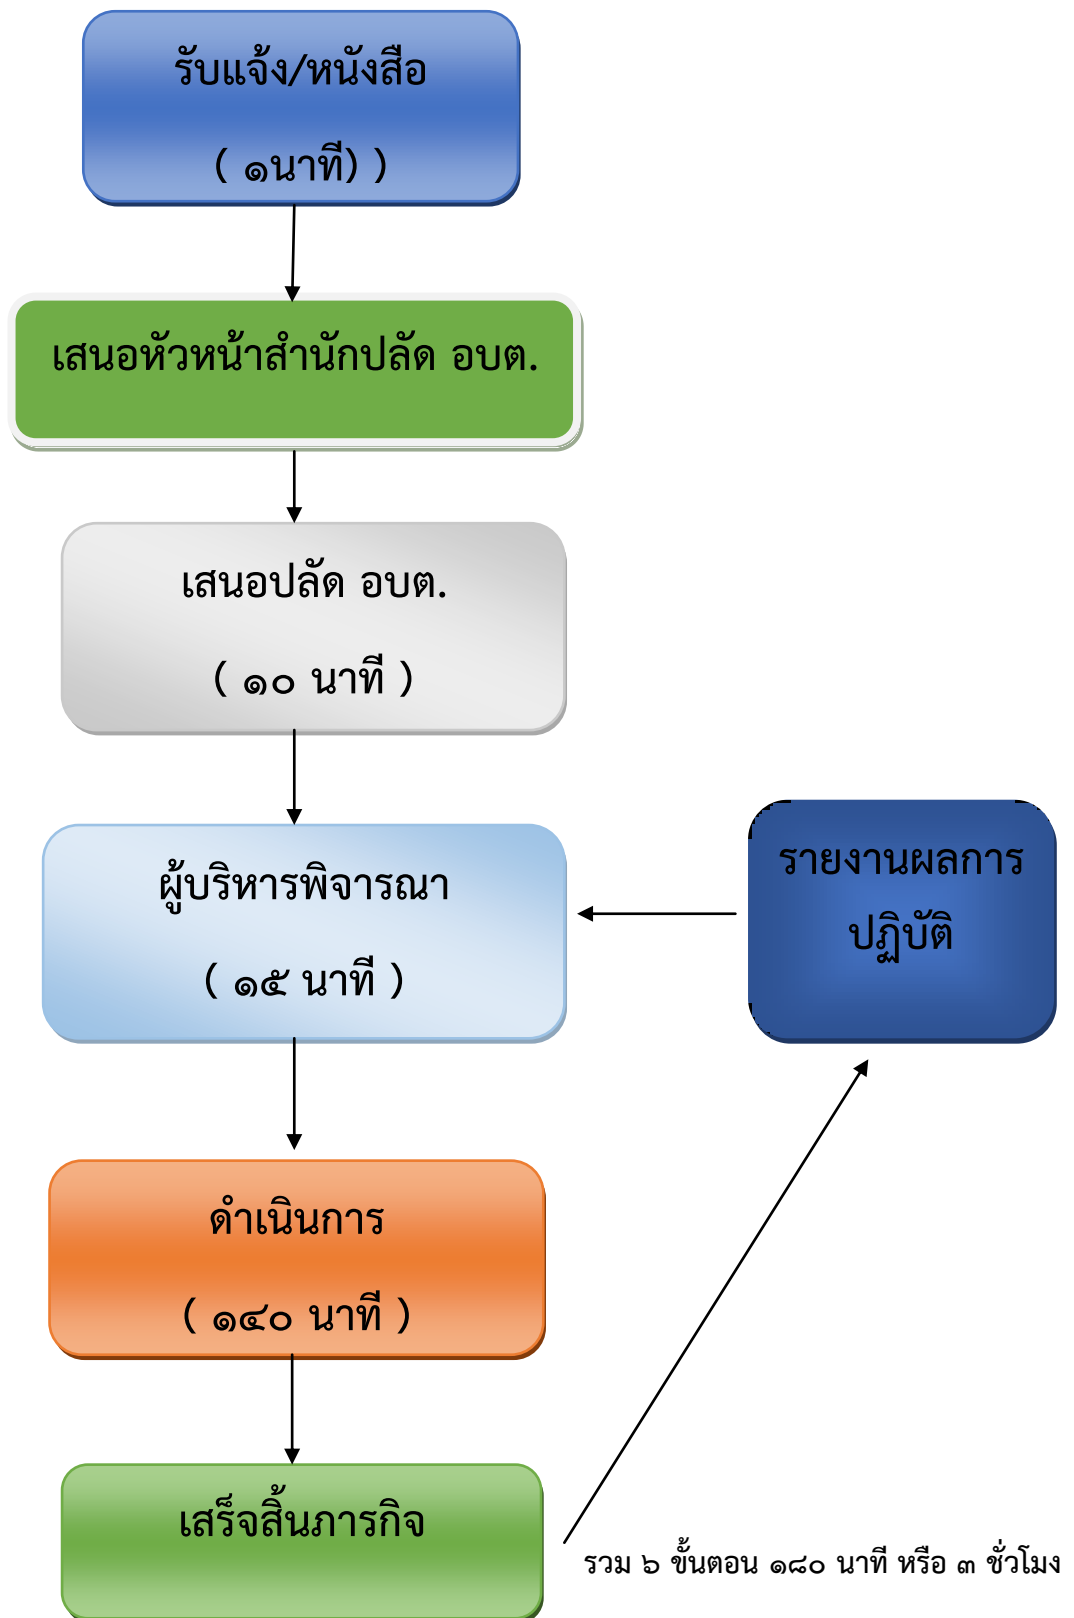 รับแจ้ง/หนังสือ
( ๑นาที) )
เสนอหัวหน้าสำนักปลัด อบต.
เสนอปลัด อบต.
( ๑๐ นาที )
ผู้บริหารพิจารณา
( ๑๕ นาที )
รายงานผลการ
ปฏิบัติ
ดำเนินการ
( ๑๔๐ นาที )
เสร็จสิ้นภารกิจ
รวม ๖ ขั้นตอน ๑๘๐ นาที หรือ ๓ ชั่วโมง